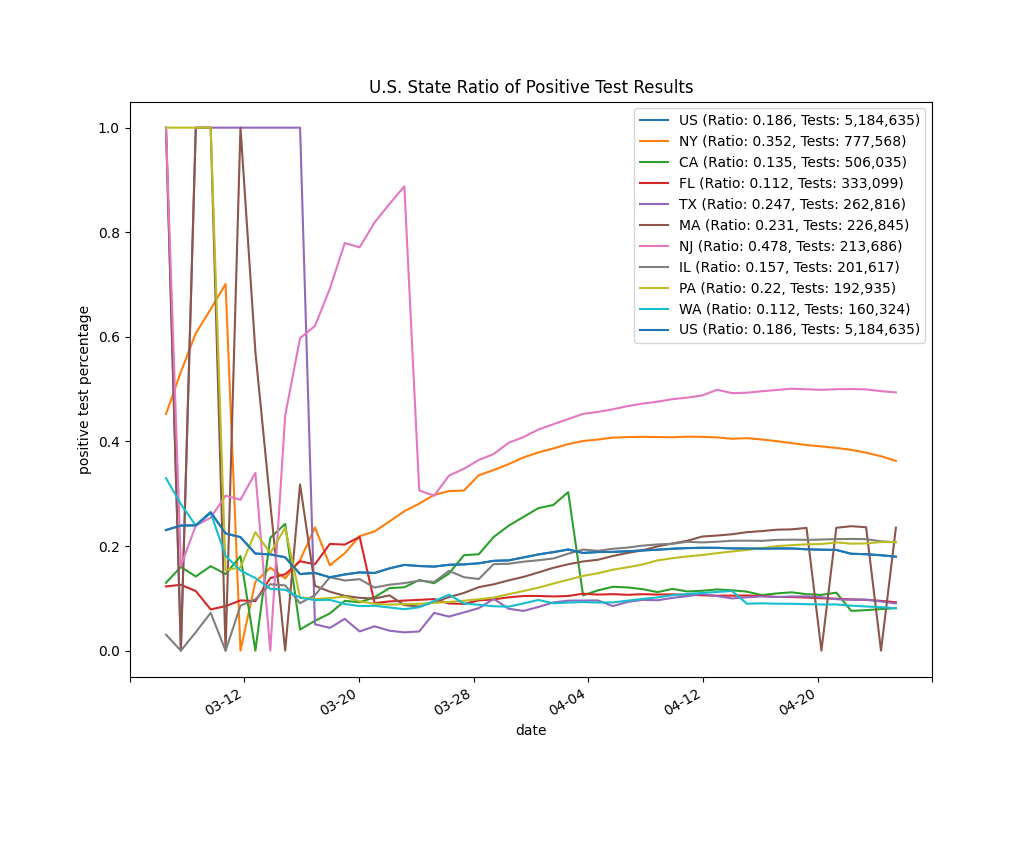 U.S. State Ratio of Positive Test Results
US (Ratio: 0.186, Tests: 5,184,635)
NY (Ratio: 0.352, Tests: 777,568)
CA (Ratio: 0.135, Tests: 506,035)
FL (Ratio: 0.112, Tests: 333,099)
TX (Ratio: 0.247, Tests: 262,816)
MA (Ratio: 0.231, Tests: 226,845)
NJ (Ratio: 0.478, Tests: 213,686)
IL (Ratio: 0.157, Tests: 201,617)
PA (Ratio: 0.22, Tests: 192,935)
WA (Ratio: 0.112, Tests: 160,324)
US (Ratio: 0.186, Tests: 5,184,635)
positive test percentage
1.0
0.8
0.6
0.4
0.2
0.0
03-12
03-20
03-28
04-04
04-12
04-20
date